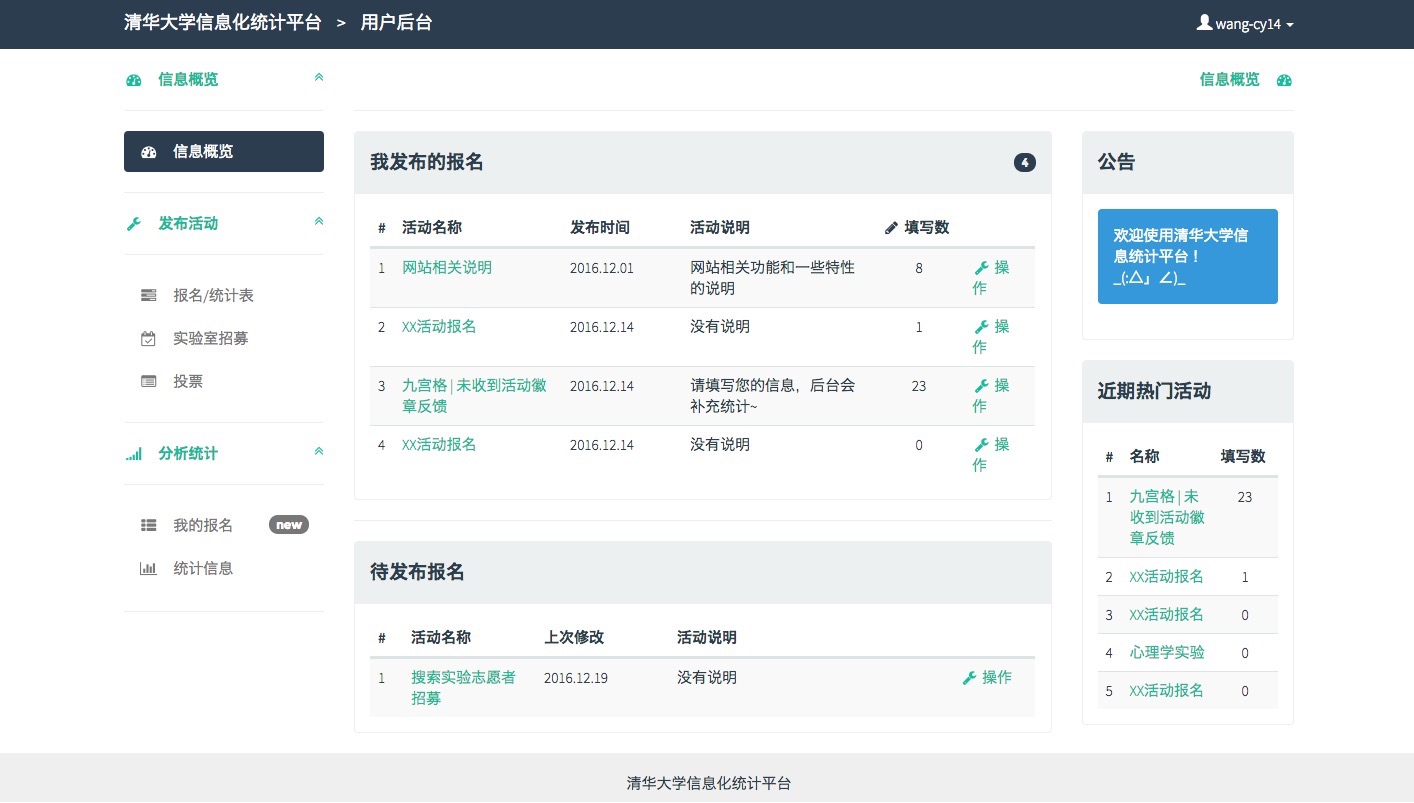 清华大学信息化统计平台 > 用户后台
wang-cy14
信息概览
信息概览
信息概览
发布活动
报名/统计表
实验室招募
投票
分析统计
我的报名 new
统计信息
我发布的报名 4
# 活动名称 发布时间 活动说明 填写数
1 网站相关说明 2016.12.01 网站相关功能和一些特性 8 操
的说明 作
2 XX活动报名 2016.12.14 没有说明 1 操
作
3 九宫格|未收到活动徽 2016.12.14 请填写您的信息，后台会 23 操
章反馈 补充统计~ 作
4 XX活动报名 2016.12.14 没有说明 0 操
作
待发布报名
# 活动名称 上次修改 活动说明
1 搜索实验志愿者 2016.12.19 没有说明 操作
招募
公告
欢迎使用清华大学信
息统计平台！
_(:△」∠)_
近期热门活动
# 名称 填写数
1 九宫格|未 23
收到活动徽
章反馈
2 XX活动报名 1
3 XX活动报名 0
4 心理学实验 0
5 XX活动报名 0
清华大学信息化统计平台